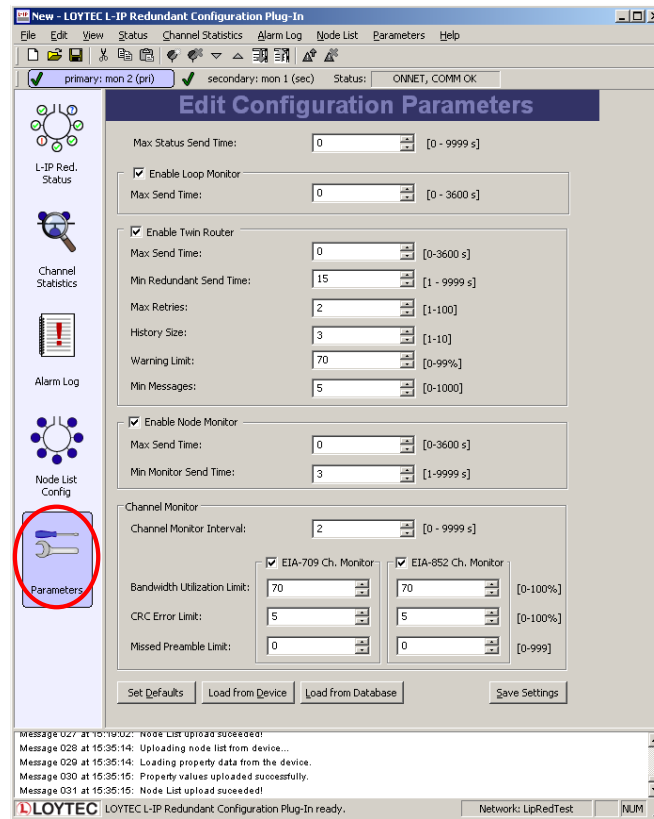 New - LOYTEC L-IP Redundant Configuration Plug-In
File Edit View Status Channel Statistics Alarm Log Node List Parameters Help
primary: mon 2 (pri) secondary: mon 1 (sec) Status: ONNET, COMM OK
Edit Configuration Parameters
L-IP Red.
Status
Channel
Statistics
Alarm Log
Node List
Config
Parameters
Max Status Send Time: 0 [0 - 9999 s]
Enable Loop Monitor
Max Send Time: 0 [0 - 3600 s]
Enable Twin Router
Max Send Time: 0 [0-3600 s]
Min Redundant Send Time: 15 [1 - 9999 s]
Max Retries: 2 [1-100]
History Size: 3 [1-10]
Warning Limit: 70 [0-99%]
Min Messages: 5 [0-1000]
Enable Node Monitor
Max Send Time: 0 [0-3600 s]
Min Monitor Send Time: 3 [1-9999 s]
Channel Monitor
Channel Monitor Interval: 2 [0 - 9999 s]
EIA-709 Ch. Monitor EIA-852 Ch. Monitor
Bandwidth Utilization Limit: 70 70 [0-100%]
CRC Error Limit: 5 5 [0-100%]
Missed Preamble Limit: 0 0 [0-999]
Set Defaults Load from Device Load from Database Save Settings
Message 027 at 15:19:02: Node List upload suceeded!
Message 028 at 15:35:14: Uploading node list from device...
Message 029 at 15:35:14: Loading property data from the device.
Message 030 at 15:35:15: Property values uploaded successfully.
Message 031 at 15:35:15: Node List upload suceeded!
LOYTEC LOYTEC L-IP Redundant Configuration Plug-In ready. Network: LipRedTest NUM